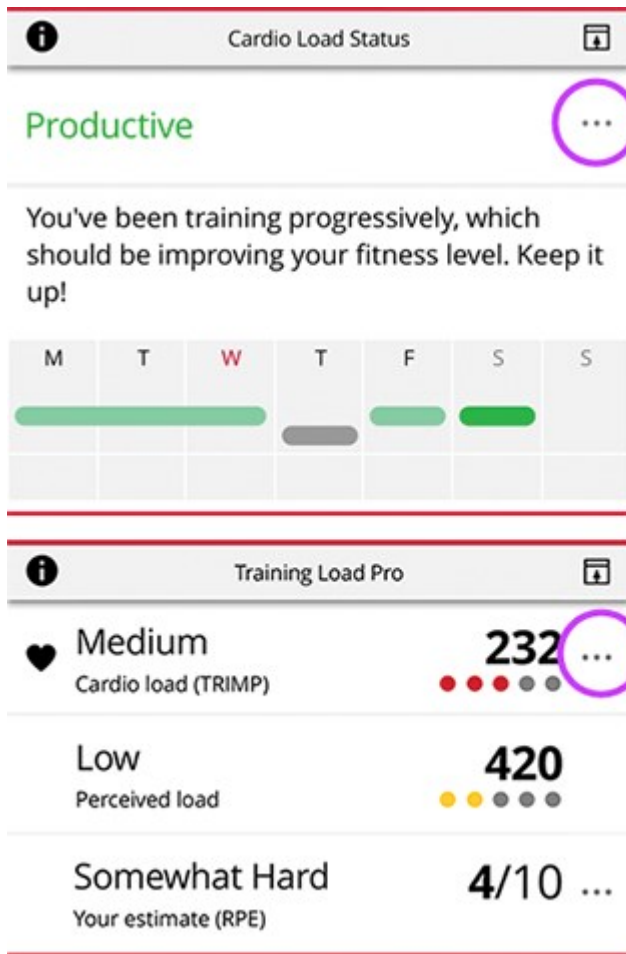 Cardio Load Status
Productive
You've been training progressively, which
should be improving your fitness level. Keep it
up!
M T W T F S S
Training Load Pro
Medium 232
Cardio load (TRIMP)
Low 420
Perceived load
Somewhat Hard 4/10
Your estimate (RPE)